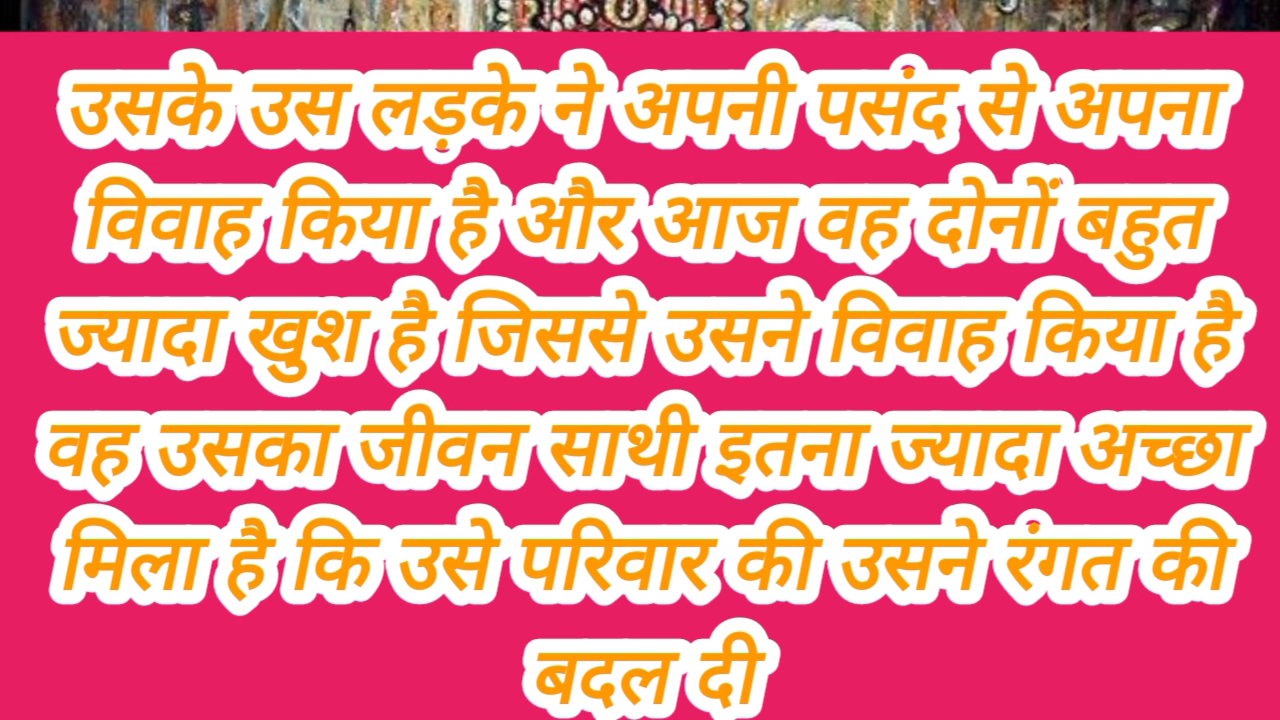 उसके उस लड़के ने अपनी पसंद से अपना
विवाह किया है और आज वह दोनों बहुत
ज्यादा खुश है जिससे उसने विवाह किया है
वह उसका जीवन साथी इतना ज्यादा अच्छा
मिला है कि उसे परिवार की उसने रंगत की
बदल दी